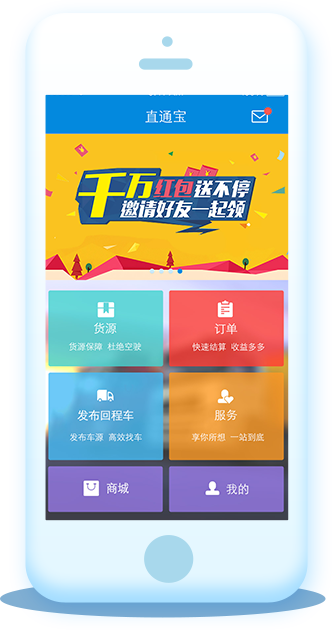 直通宝
千万红包送不停
邀请好友一起领
货源
货源保障 杜绝空驶
订单
快速结算 收益多多
发布回程车
发布车源 高效找车
服务
享你所想 一站到底
商城
我的